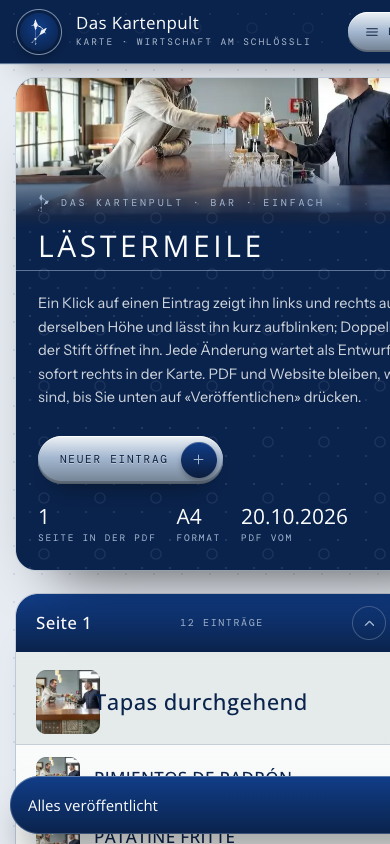 Das Kartenpult
KARTE · WIRTSCHAFT AM SCHLÖSSLI
DAS KARTENPULT · BAR · EINFACH
LÄSTERMEILE
Ein Klick auf einen Eintrag zeigt ihn links und rechts au
derselben Höhe und lässt ihn kurz aufblinken; Doppel
der Stift öffnet ihn. Jede Änderung wartet als Entwurf
sofort rechts in der Karte. PDF und Website bleiben, w
sind, bis Sie unten auf «Veröffentlichen» drücken.
NEUER EINTRAG
1 A4 20.10.2026
SEITE IN DER PDF FORMAT PDF VOM
Seite 1 12 EINTRÄGE
Tapas durchgehend
PIMIENTOS DE PADRÓN
Alles veröffentlicht
PATATINE FRITTE